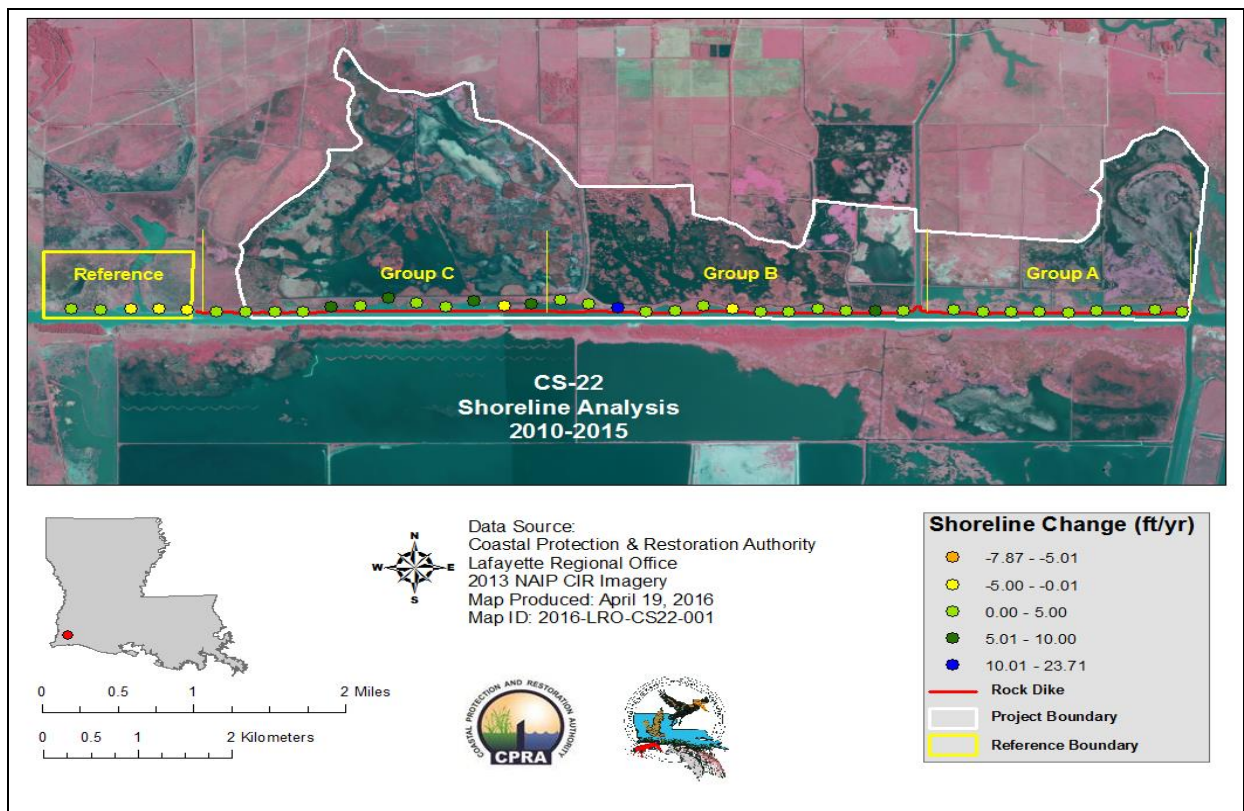 Reference
Group C
Group B
Group A
CS-22
Shoreline Analysis
2010-2015
N
W E
S
Data Source:
Coastal Protection & Restoration Authority
Lafayette Regional Office
2013 NAIP CIR Imagery
Map Produced: April 19, 2016
Map ID: 2016-LRO-CS22-001
0 0.5 1 2 Miles
0 0.5 1 2 Kilometers
COASTAL PROTECTION AND RESTORATION AUTHORITY
CPRA
Shoreline Change (ft/yr)
-7.87 - -5.01
-5.00 - -0.01
0.00 - 5.00
5.01 - 10.00
10.01 - 23.71
Rock Dike
Project Boundary
Reference Boundary